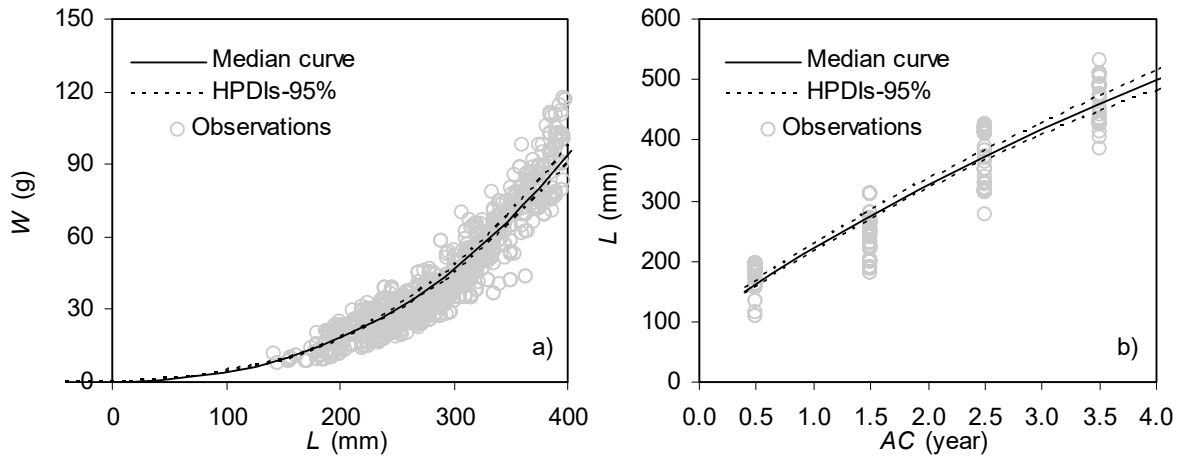 150
120
90
60
30
0
W (g)
Median curve
HPDIs-95%
Observations
a)
0
100
200
300
400
L (mm)
600
500
400
300
200
100
0
L (mm)
Median curve
HPDIs-95%
Observations
b)
0.0
0.5
1.0
1.5
2.0
2.5
3.0
3.5
4.0
AC (year)